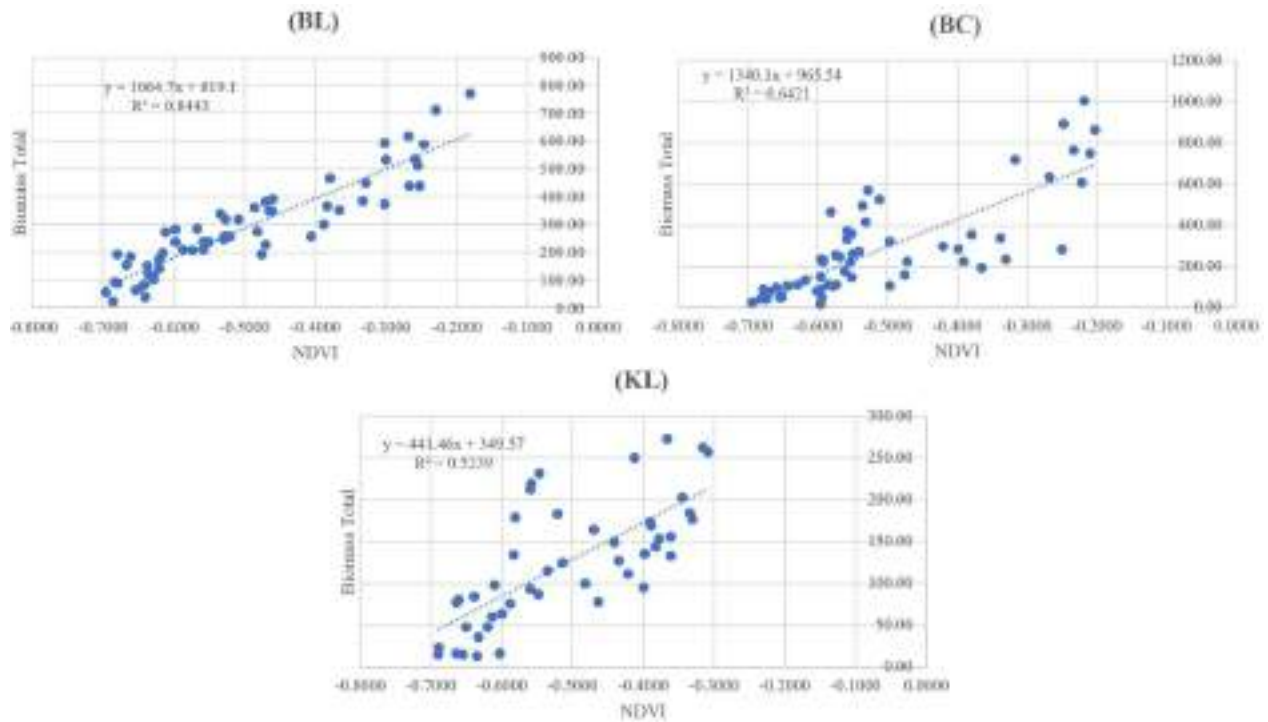 (BL)
y = 1064.7x + 819.1
R² = 0.8443
Biomass Total
900.00
800.00
700.00
600.00
500.00
400.00
300.00
200.00
100.00
0.00
-0.8000 -0.7000 -0.6000 -0.5000 -0.4000 -0.3000 -0.2000 -0.1000 0.0000
NDVI
(BC)
y = 1340.1x + 965.54
R² = 0.6421
Biomass Total
1200.00
1000.00
800.00
600.00
400.00
200.00
0.00
-0.8000 -0.7000 -0.6000 -0.5000 -0.4000 -0.3000 -0.2000 -0.1000 0.0000
NDVI
(KL)
y = 441.46x + 349.57
R² = 0.5239
Biomass Total
300.00
250.00
200.00
150.00
100.00
50.00
0.00
-0.8000 -0.7000 -0.6000 -0.5000 -0.4000 -0.3000 -0.2000 -0.1000 0.0000
NDVI